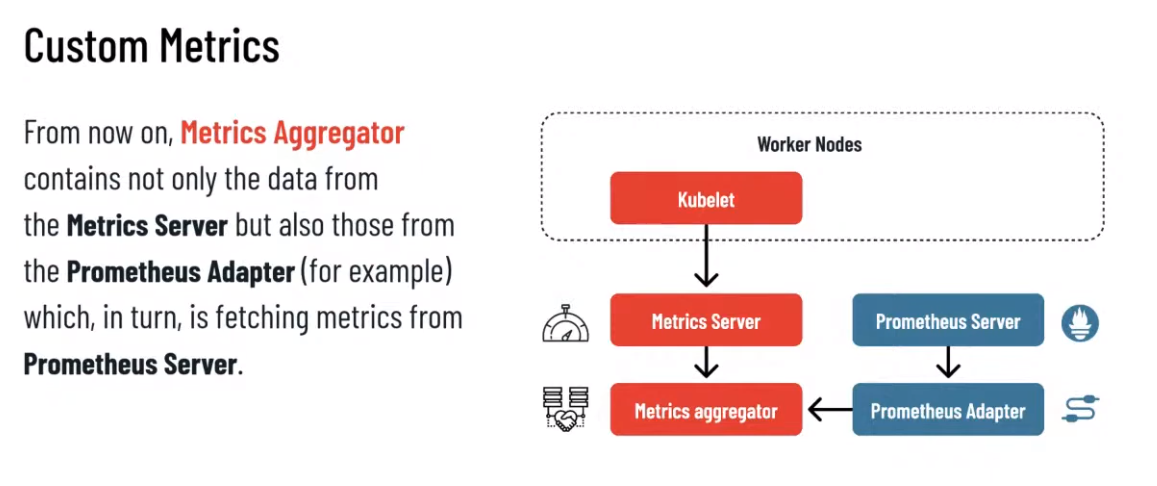 Custom Metrics
From now on, Metrics Aggregator
contains not only the data from
the Metrics Server but also those from
the Prometheus Adapter (for example)
which, in turn, is fetching metrics from
Prometheus Server.
Worker Nodes
Kubelet
Metrics Server
Prometheus Server
Metrics aggregator
Prometheus Adapter